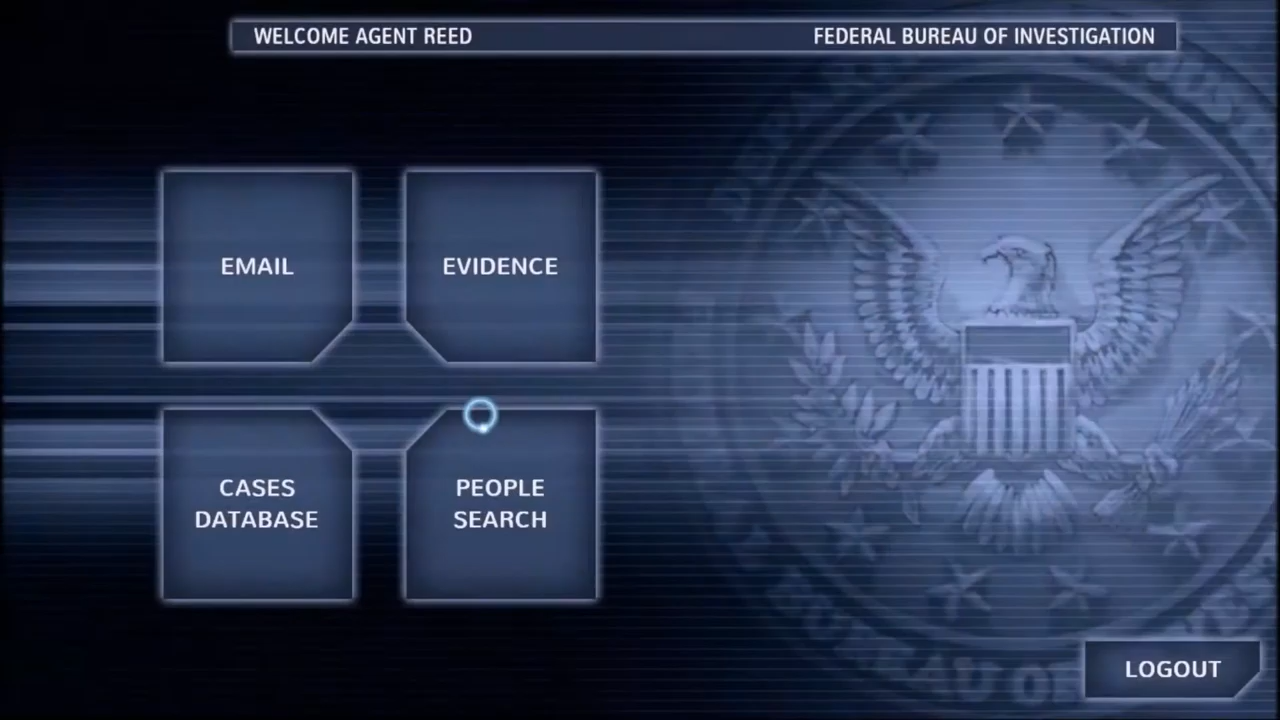 WELCOME AGENT REED
FEDERAL BUREAU OF INVESTIGATION
EMAIL
EVIDENCE
CASES
DATABASE
PEOPLE
SEARCH
LOGOUT